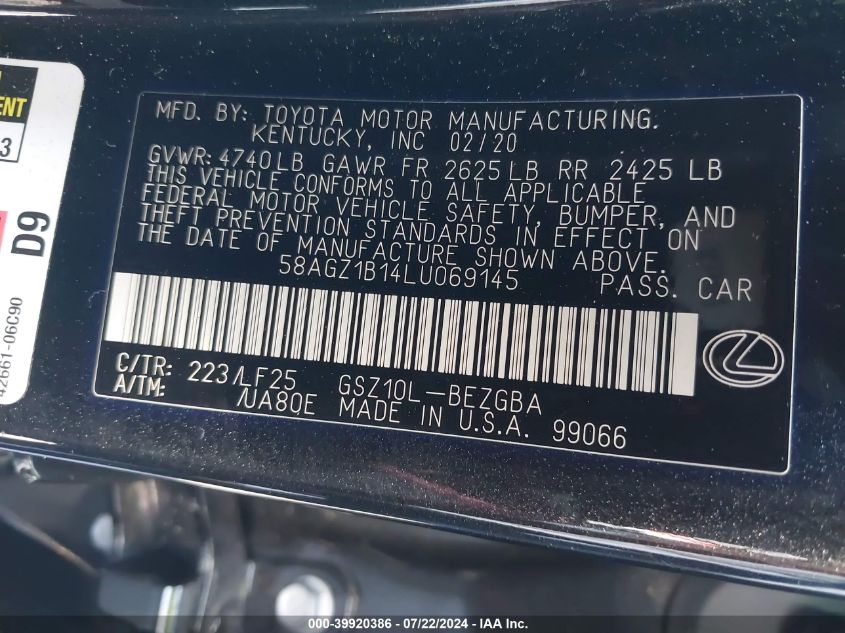 MFD. BY: TOYOTA MOTOR MANUFACTURING.
KENTUCKY, INC 02/20
GVWR: 4740LB GAWR FR 2625LB RR 2425 LB
THIS VEHICLE CONFORMS TO ALL APPLICABLE
FEDERAL MOTOR VEHICLE SAFETY, BUMPER, AND
THEFT PREVENTION STANDARDS IN EFFECT ON
THE DATE OF MANUFACTURE SHOWN ABOVE.
58AGZ1B14LU069145 PASS. CAR
C/TR: 223/LF25 GSZ10L-BEZGBA
A/TM: /UA80E MADE IN U.S.A. 99066
3
D9
42661-06C90
000-39920386 - 07/22/2024 - IAA Inc.